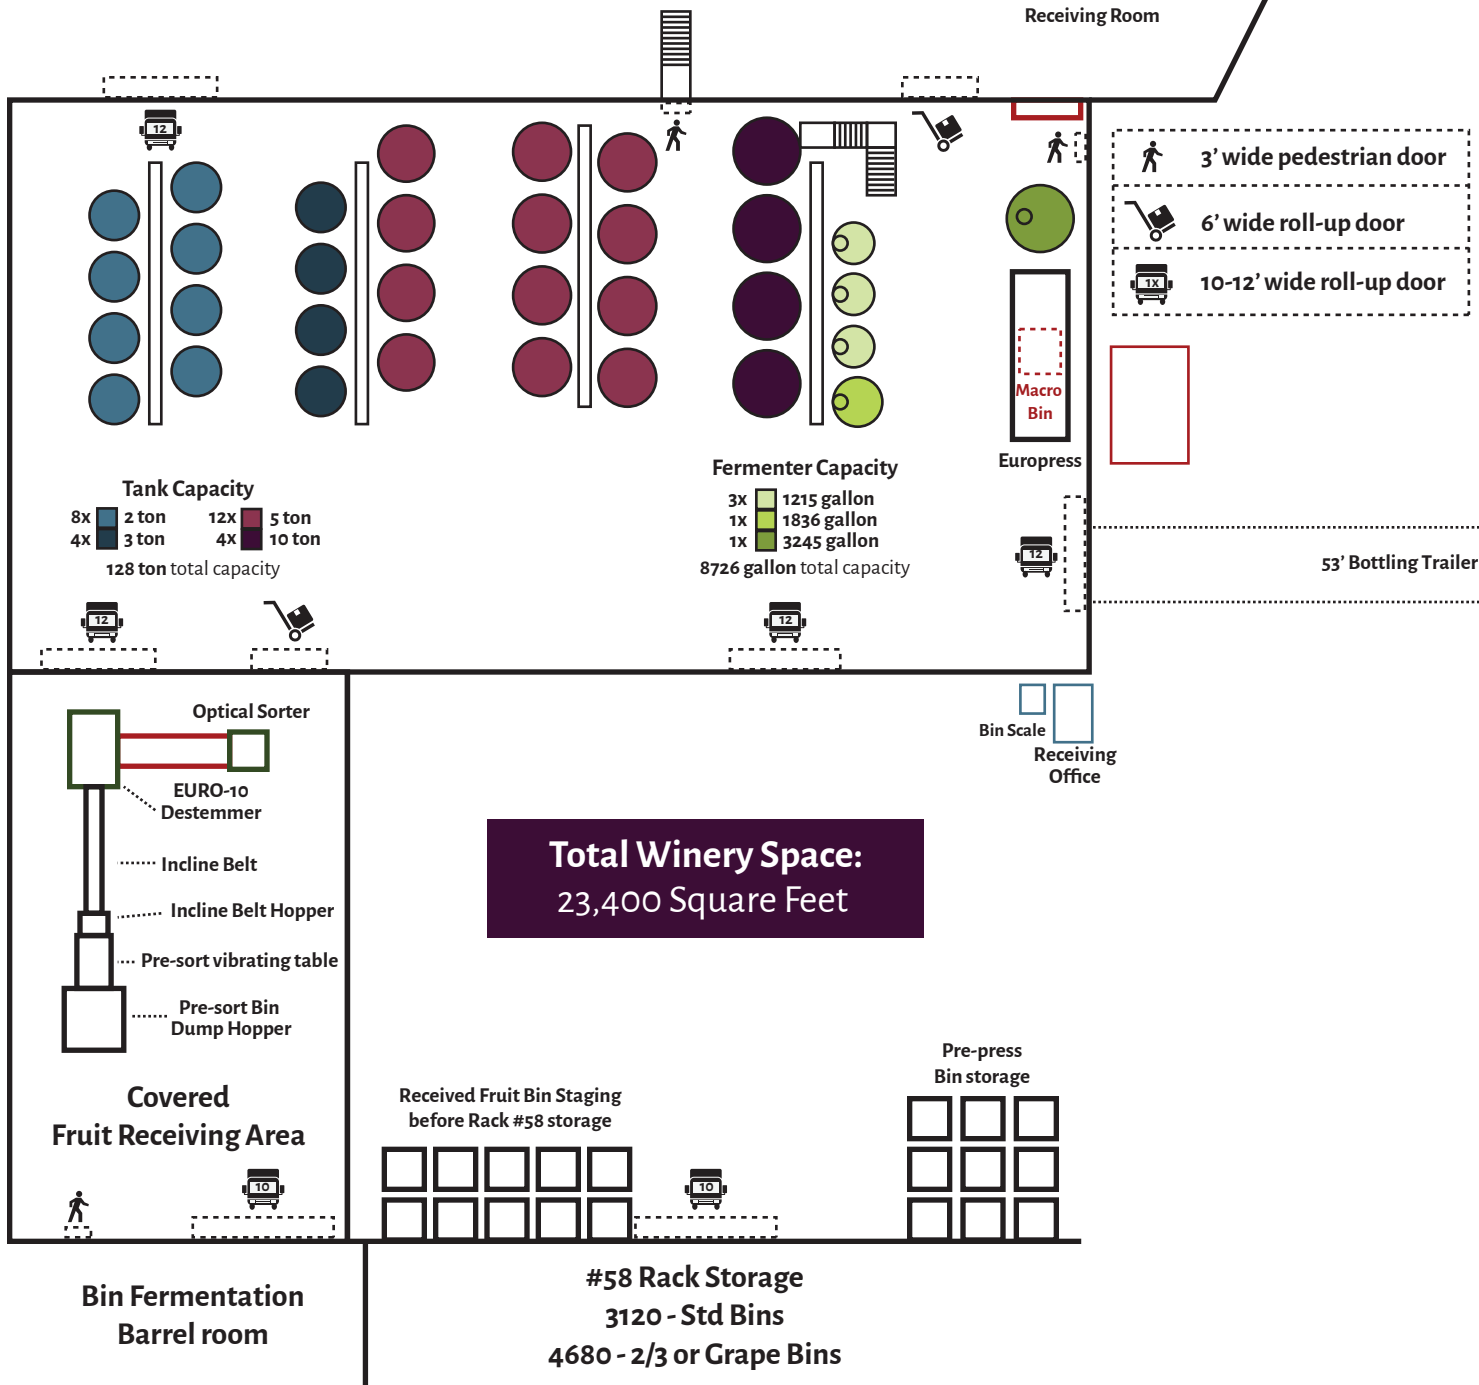 Receiving Room
12
3' wide pedestrian door
6' wide roll-up door
1X
10-12' wide roll-up door
Macro
Bin
Europress
Tank Capacity
8x 2 ton 12x 5 ton
4x 3 ton 4x 10 ton
128 ton total capacity
Fermenter Capacity
3x 1215 gallon
1x 1836 gallon
1x 3245 gallon
8726 gallon total capacity
12
53' Bottling Trailer
12
12
Optical Sorter
EURO-10
Destemmer
Incline Belt
Incline Belt Hopper
Pre-sort vibrating table
Pre-sort Bin
Dump Hopper
Covered
Fruit Receiving Area
10
Bin Scale
Receiving
Office
Total Winery Space:
23,400 Square Feet
Received Fruit Bin Staging
before Rack #58 storage
10
Pre-press
Bin storage
Bin Fermentation
Barrel room
#58 Rack Storage
3120 - Std Bins
4680 - 2/3 or Grape Bins